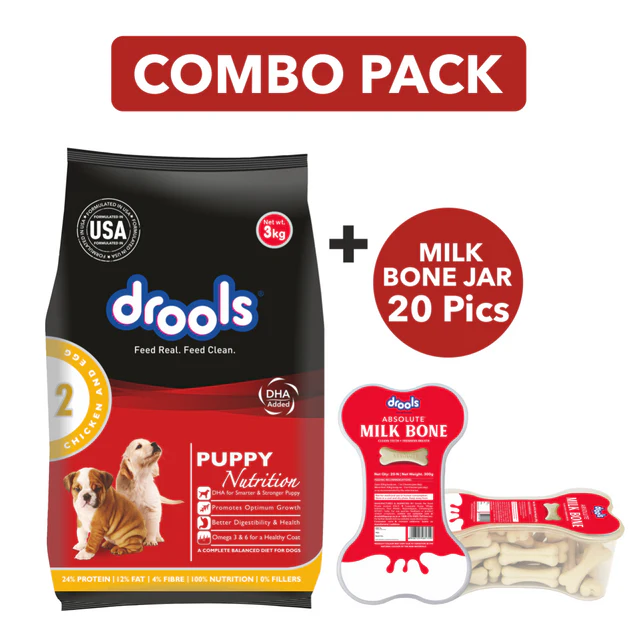 COMBO PACK
FORMULATED IN
USA
FORMULATED IN
Net wt.
3kg
drools®
Feed Real. Feed Clean.
2
CHICKEN AND EGG
DHA
Added
PUPPY
Nutrition
DHA for Smarter & Stronger Puppy
Promotes Optimum Growth
Better Digestibility & Health
Omega 3 & 6 for a Healthy Coat
A COMPLETE BALANCED DIET FOR DOGS
24% PROTEIN | 12% FAT | 4% FIBRE | 100% NUTRITION | 0% FILLERS
+
MILK
BONE JAR
20 Pics
drools
ABSOLUTE
MILK BONE
drools
MILK BONE